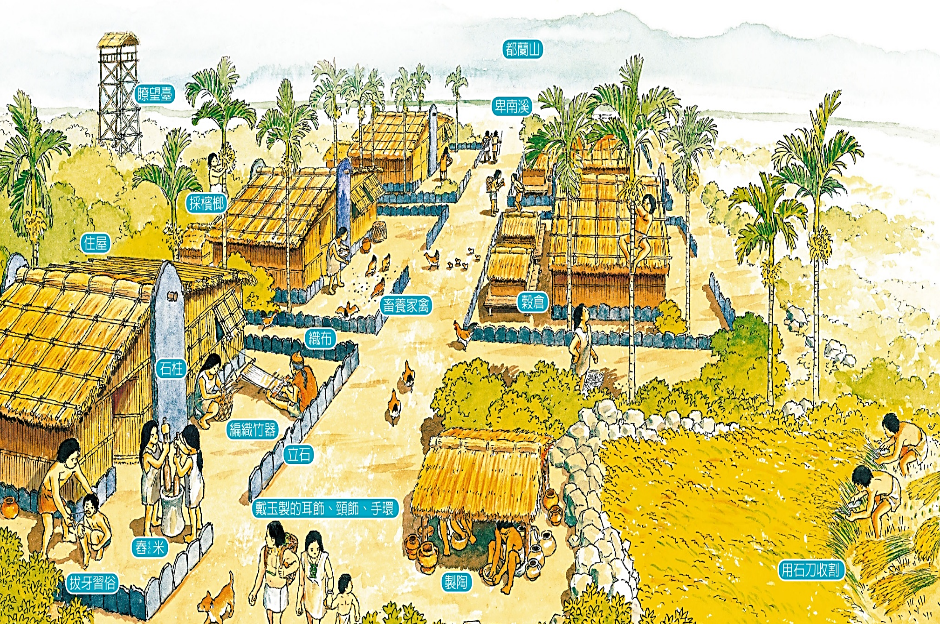 都蘭山
瞭望臺
卑南溪
採檳榔
住屋
畜養家禽
穀倉
織布
石柱
編織竹器
立石
戴玉製的耳飾、頸飾、手環
舂米
拔牙習俗
製陶
用石刀收割